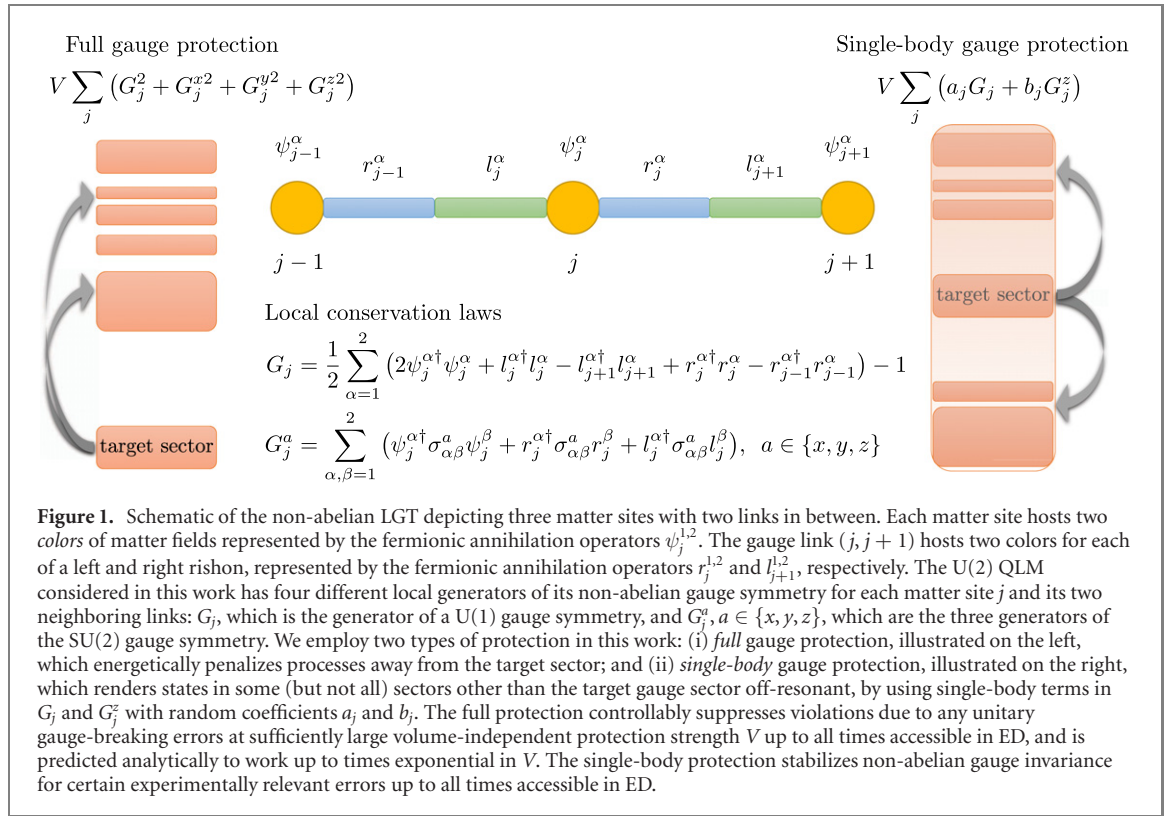 Full gauge protection
V ∑_j (G_j^2 + G_j^{x2} + G_j^{y2} + G_j^{z2})
target sector
Single-body gauge protection
V ∑_j (a_j G_j + b_j G_j^z)
target sector
ψ_{j−1}^α ψ_j^α ψ_{j+1}^α
r_{j−1}^α l_j^α r_j^α l_{j+1}^α
j − 1 j j + 1
Local conservation laws
G_j = \frac{1}{2} ∑_{α=1}^{2} (2ψ_j^{α†} ψ_j^α + l_j^{α†} l_j^α − l_{j+1}^{α†} l_{j+1}^α + r_j^{α†} r_j^α − r_{j−1}^{α†} r_{j−1}^α) − 1
G_j^a = ∑_{α,β=1}^{2} (ψ_j^{α†} σ_{αβ}^a ψ_j^β + r_j^{α†} σ_{αβ}^a r_j^β + l_j^{α†} σ_{αβ}^a l_j^β), a ∈ {x, y, z}
Figure 1. Schematic of the non-abelian LGT depicting three matter sites with two links in between. Each matter site hosts two
colors of matter fields represented by the fermionic annihilation operators ψ_j^{1,2}. The gauge link (j, j + 1) hosts two colors for each
of a left and right rishon, represented by the fermionic annihilation operators r_j^{1,2} and l_{j+1}^{1,2}, respectively. The U(2) QLM
considered in this work has four different local generators of its non-abelian gauge symmetry for each matter site j and its two
neighboring links: G_j, which is the generator of a U(1) gauge symmetry, and G_j^a, a ∈ {x, y, z}, which are the three generators of
the SU(2) gauge symmetry. We employ two types of protection in this work: (i) full gauge protection, illustrated on the left,
which energetically penalizes processes away from the target sector; and (ii) single-body gauge protection, illustrated on the right,
which renders states in some (but not all) sectors other than the target gauge sector off-resonant, by using single-body terms in
G_j and G_j^z with random coefficients a_j and b_j. The full protection controllably suppresses violations due to any unitary
gauge-breaking errors at sufficiently large volume-independent protection strength V up to all times accessible in ED, and is
predicted analytically to work up to times exponential in V. The single-body protection stabilizes non-abelian gauge invariance
for certain experimentally relevant errors up to all times accessible in ED.